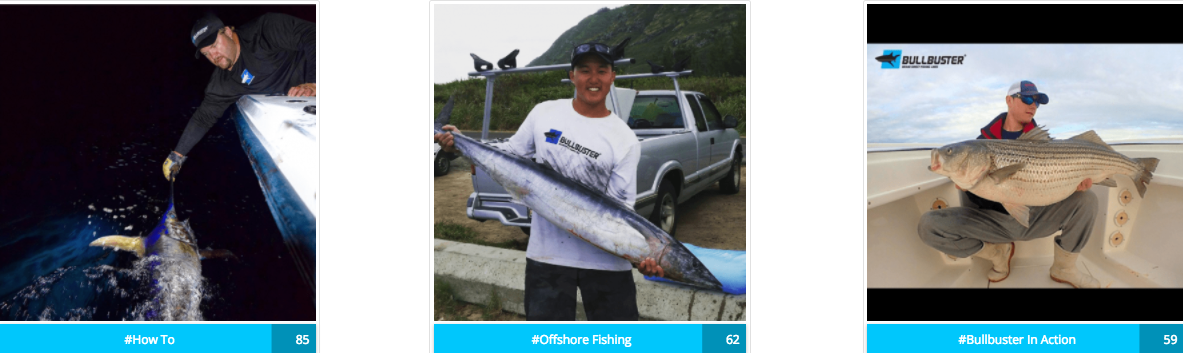 BULLBUSTER
BULLBUSTER
#How To 85
#Offshore Fishing 62
#Bullbuster In Action 59